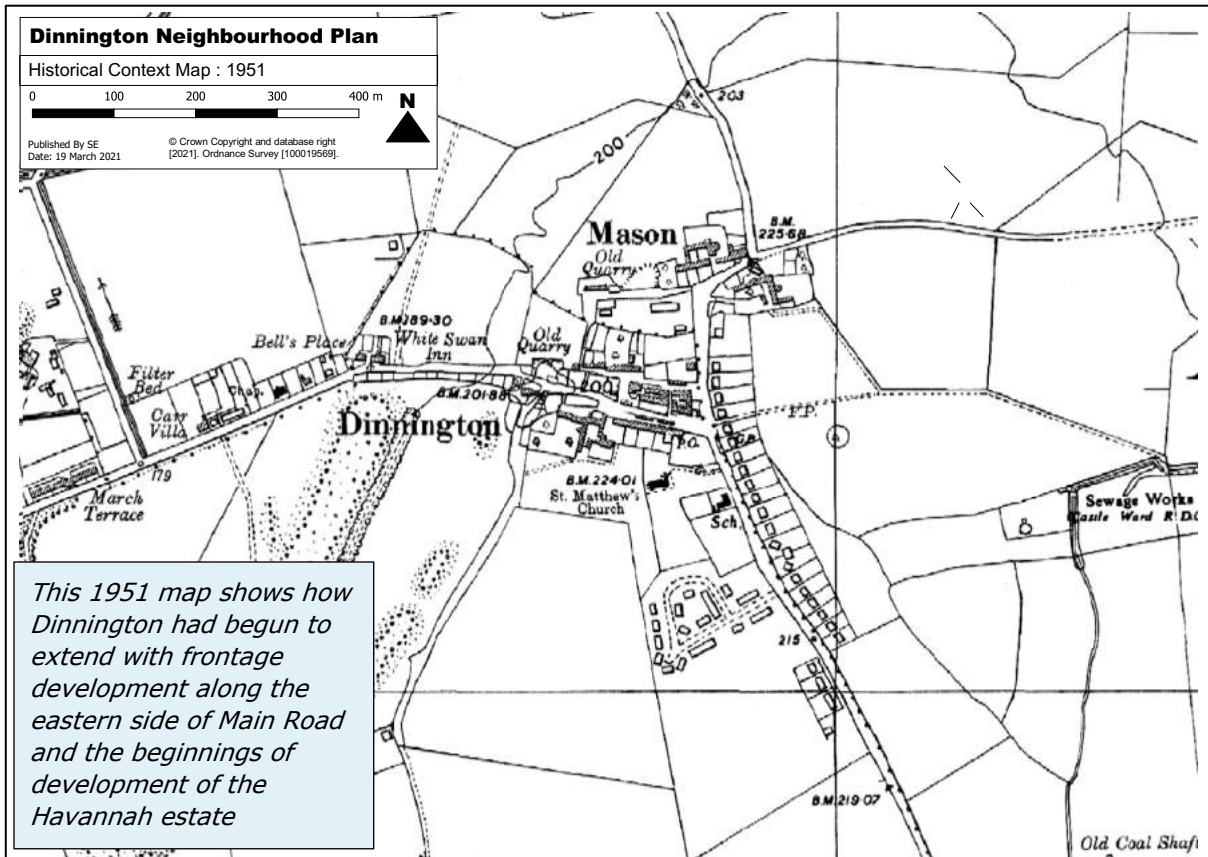 Dinnington Neighbourhood Plan
Historical Context Map : 1951
0 100 200 300 400 m
N
Published By SE
Date: 19 March 2021
© Crown Copyright and database right
[2021]. Ordnance Survey [100019569].
203
200
Mason
Old
Quarry
B.M.
225·68
B.M.189·30
White Swan
Inn
Bell's Place
Old
Quarry
Filter
Bed
Chap.
Carr
Villa
B.M.201·88
200
Dinnington
F.P.
P.O.
179
March
Terrace
B.M.224·01
St. Matthew's
Church
Sch.
Sewage Works
Castle Ward R.D.C
215
B.M.219·07
Old Coal Shaft
This 1951 map shows how
Dinnington had begun to
extend with frontage
development along the
eastern side of Main Road
and the beginnings of
development of the
Havannah estate